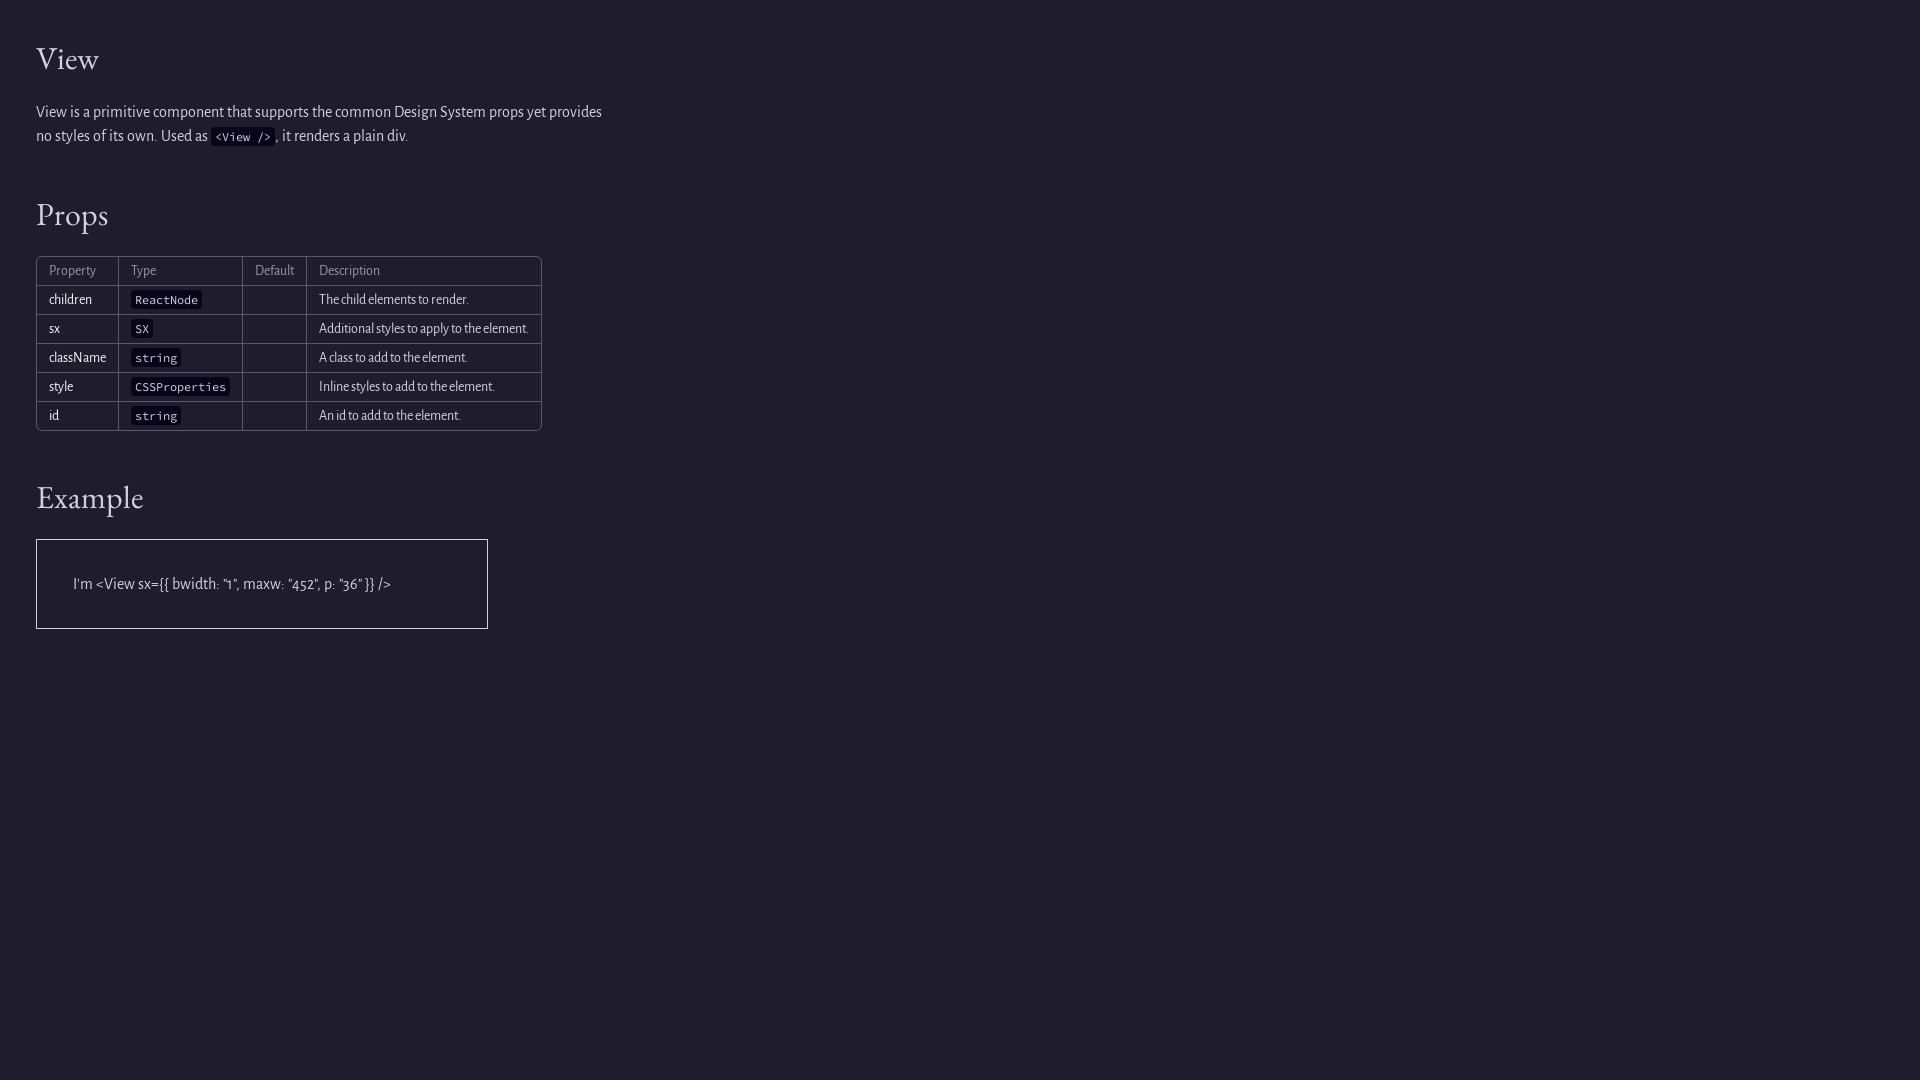 View
View is a primitive component that supports the common Design System props yet provides
no styles of its own. Used as <View />, it renders a plain div.
Props
Property Type Default Description
children ReactNode The child elements to render.
sx SX Additional styles to apply to the element.
className string A class to add to the element.
style CSSProperties Inline styles to add to the element.
id string An id to add to the element.
Example
I'm <View sx={{ bwidth: "1", maxw: "452", p: "36" }} />